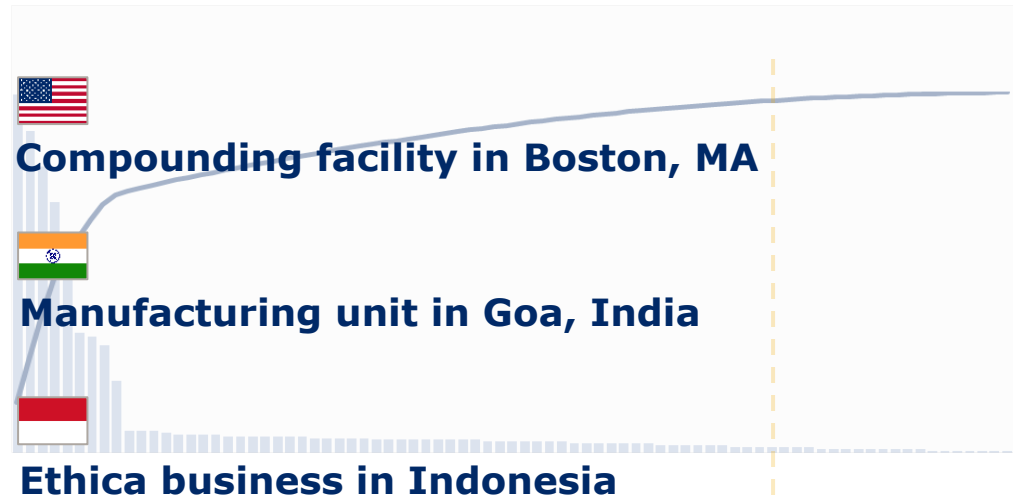 Compounding facility in Boston, MA
Manufacturing unit in Goa, India
Ethica business in Indonesia